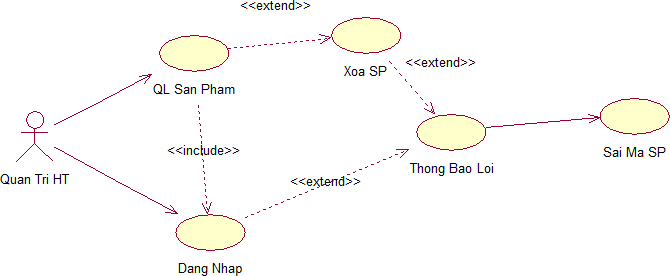 <<extend>>
Xoa SP
<<extend>>
QL San Pham
<<include>>
Thong Bao Loi
Sai Ma SP
Quan Tri HT
<<extend>>
Dang Nhap